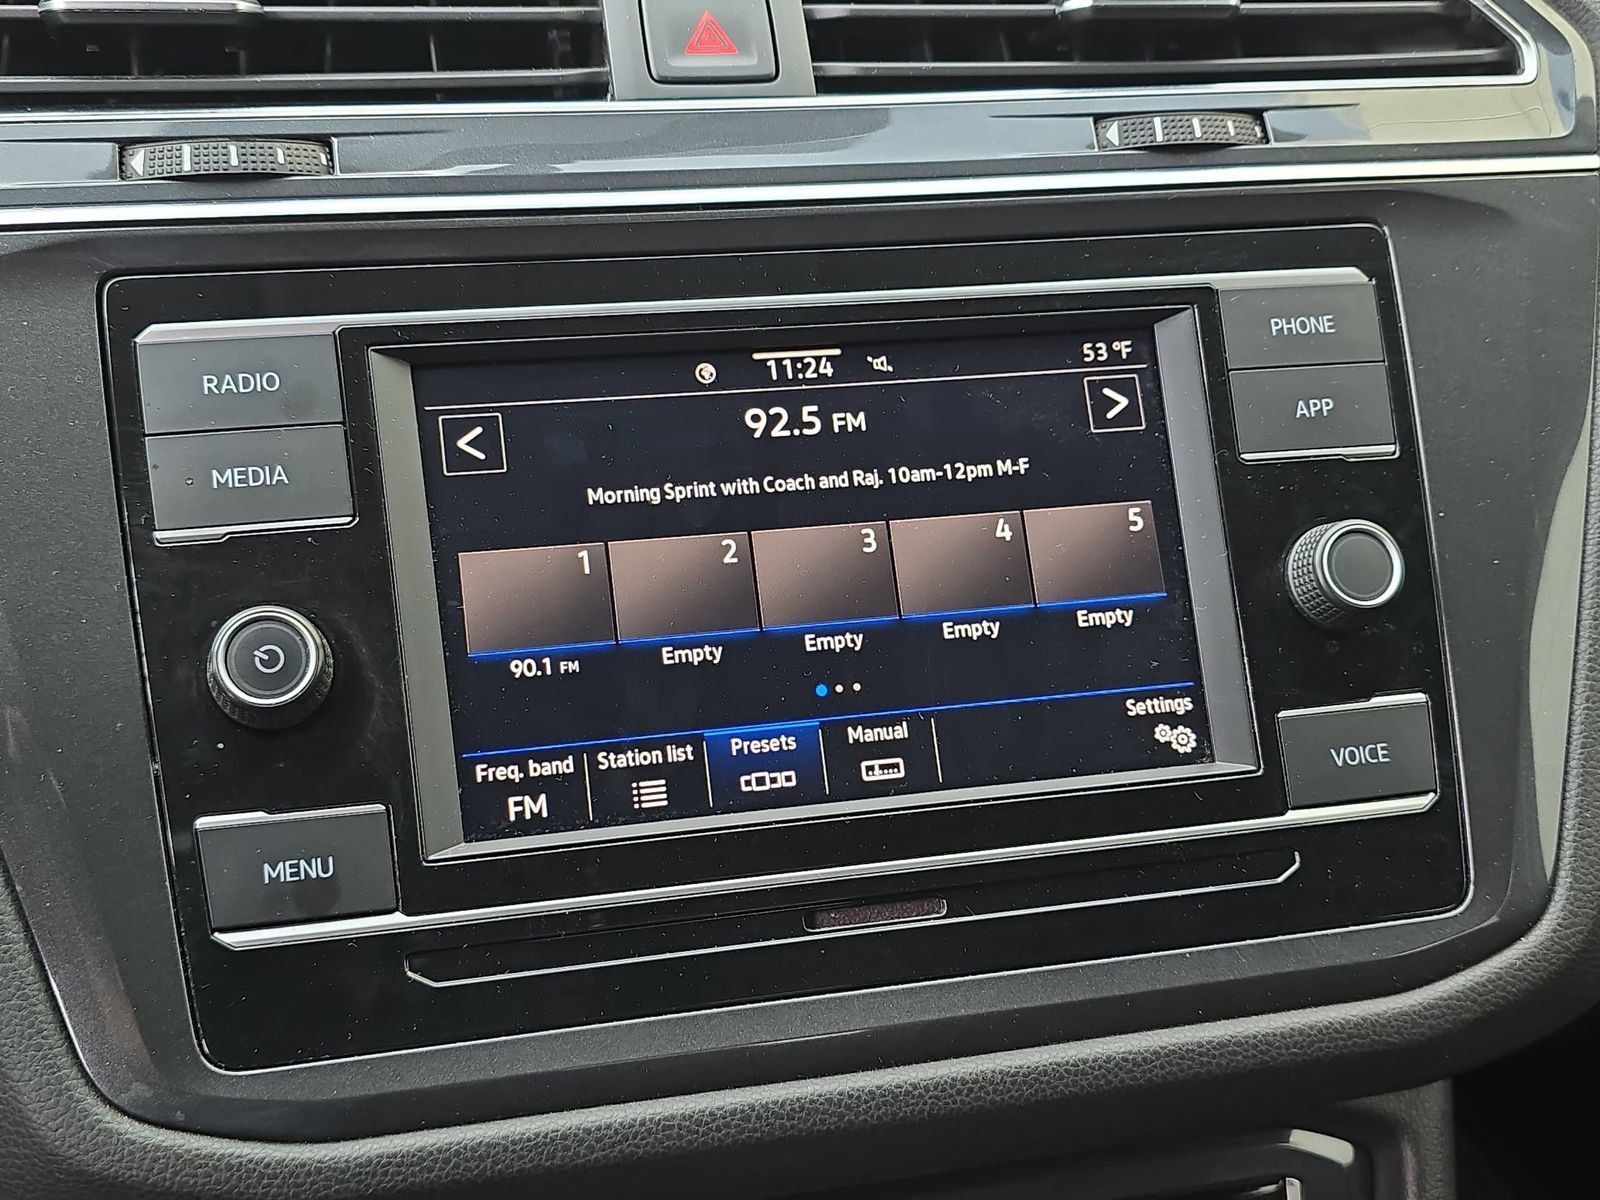 RADIO
MEDIA
MENU
PHONE
APP
VOICE
11:24
53 °F
<
92.5 FM
>
Morning Sprint with Coach and Raj. 10am-12pm M-F
1 2 3 4 5
90.1 FM Empty Empty Empty Empty
Freq. band Station list Presets Manual Settings
FM